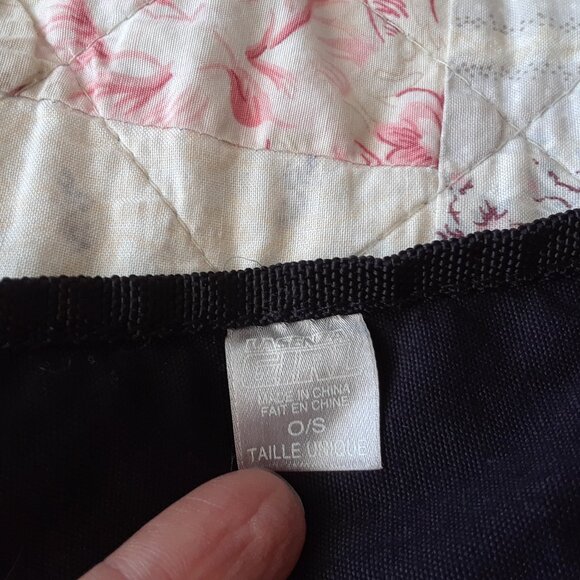 MADE IN CHINA
FAIT EN CHINE
O/S
TAILLE UNIQUE